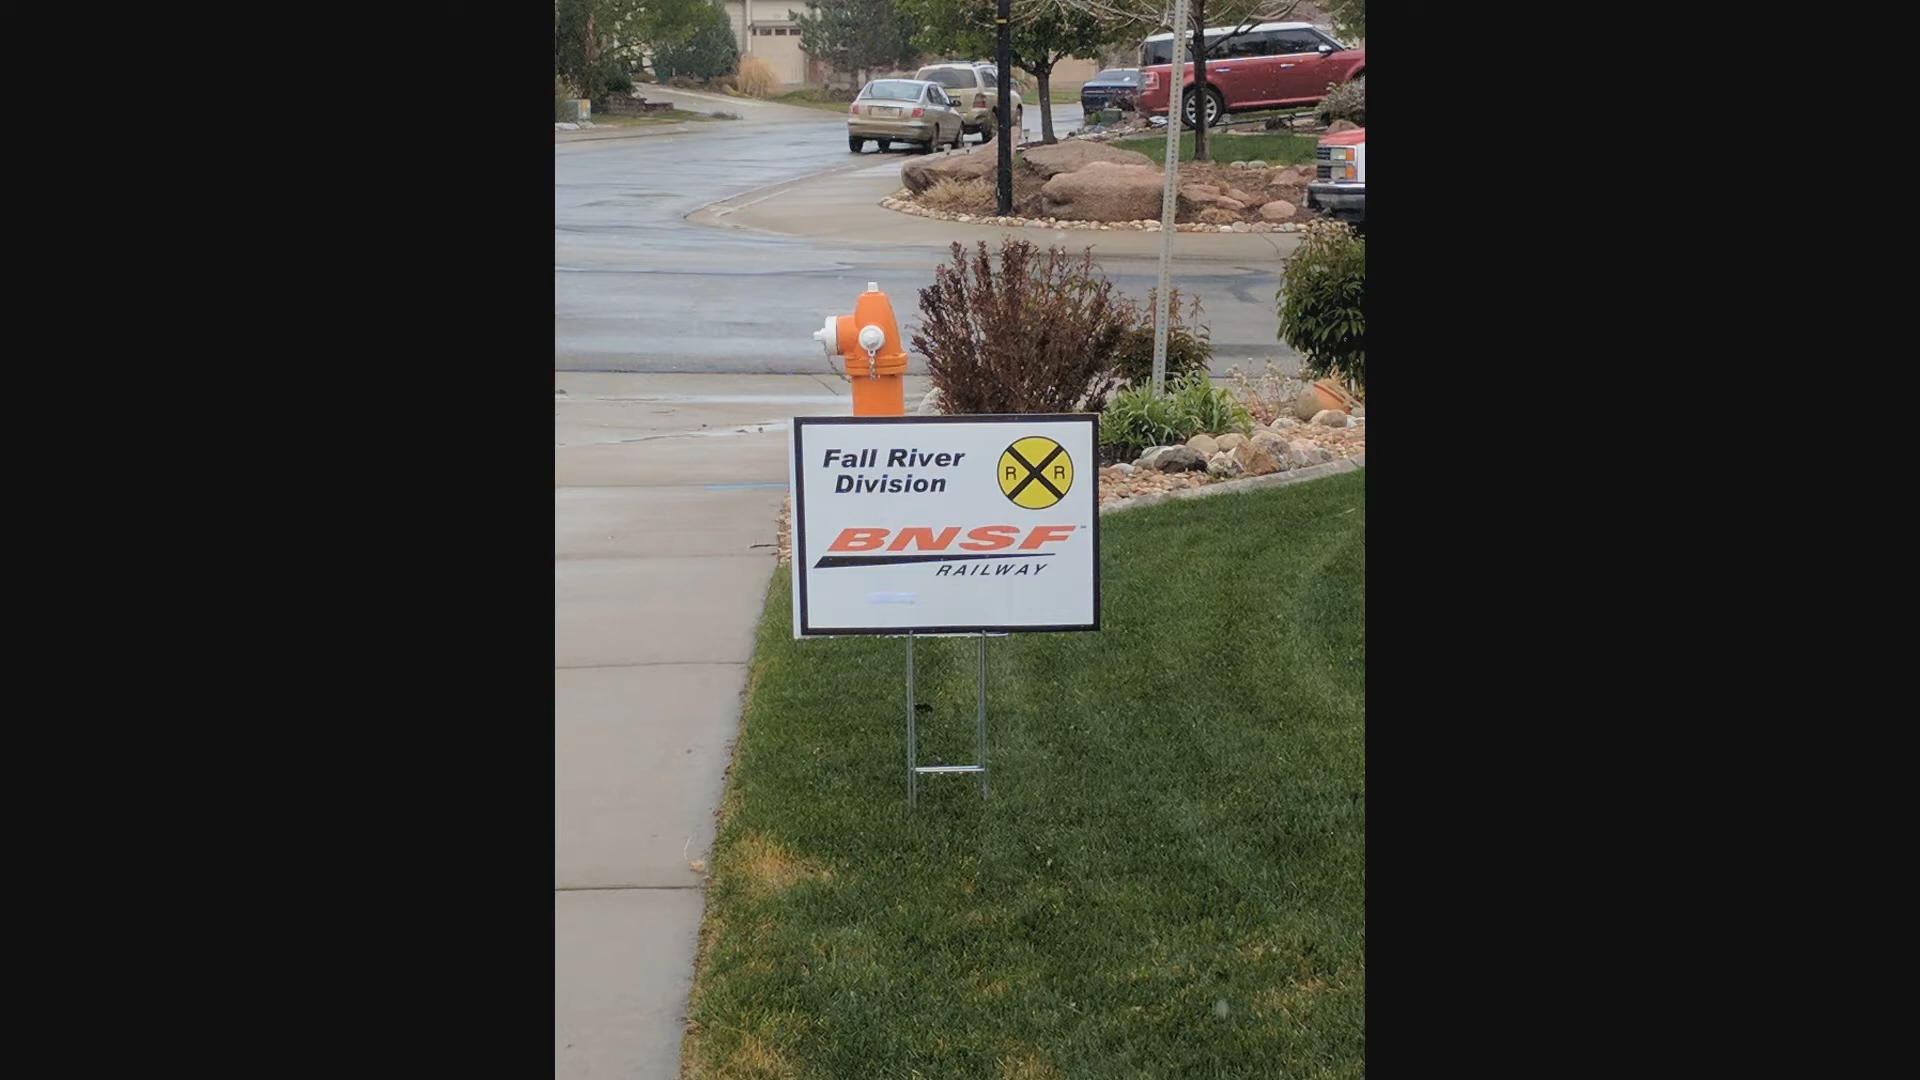 Fall River
Division
R R
BNSF
RAILWAY